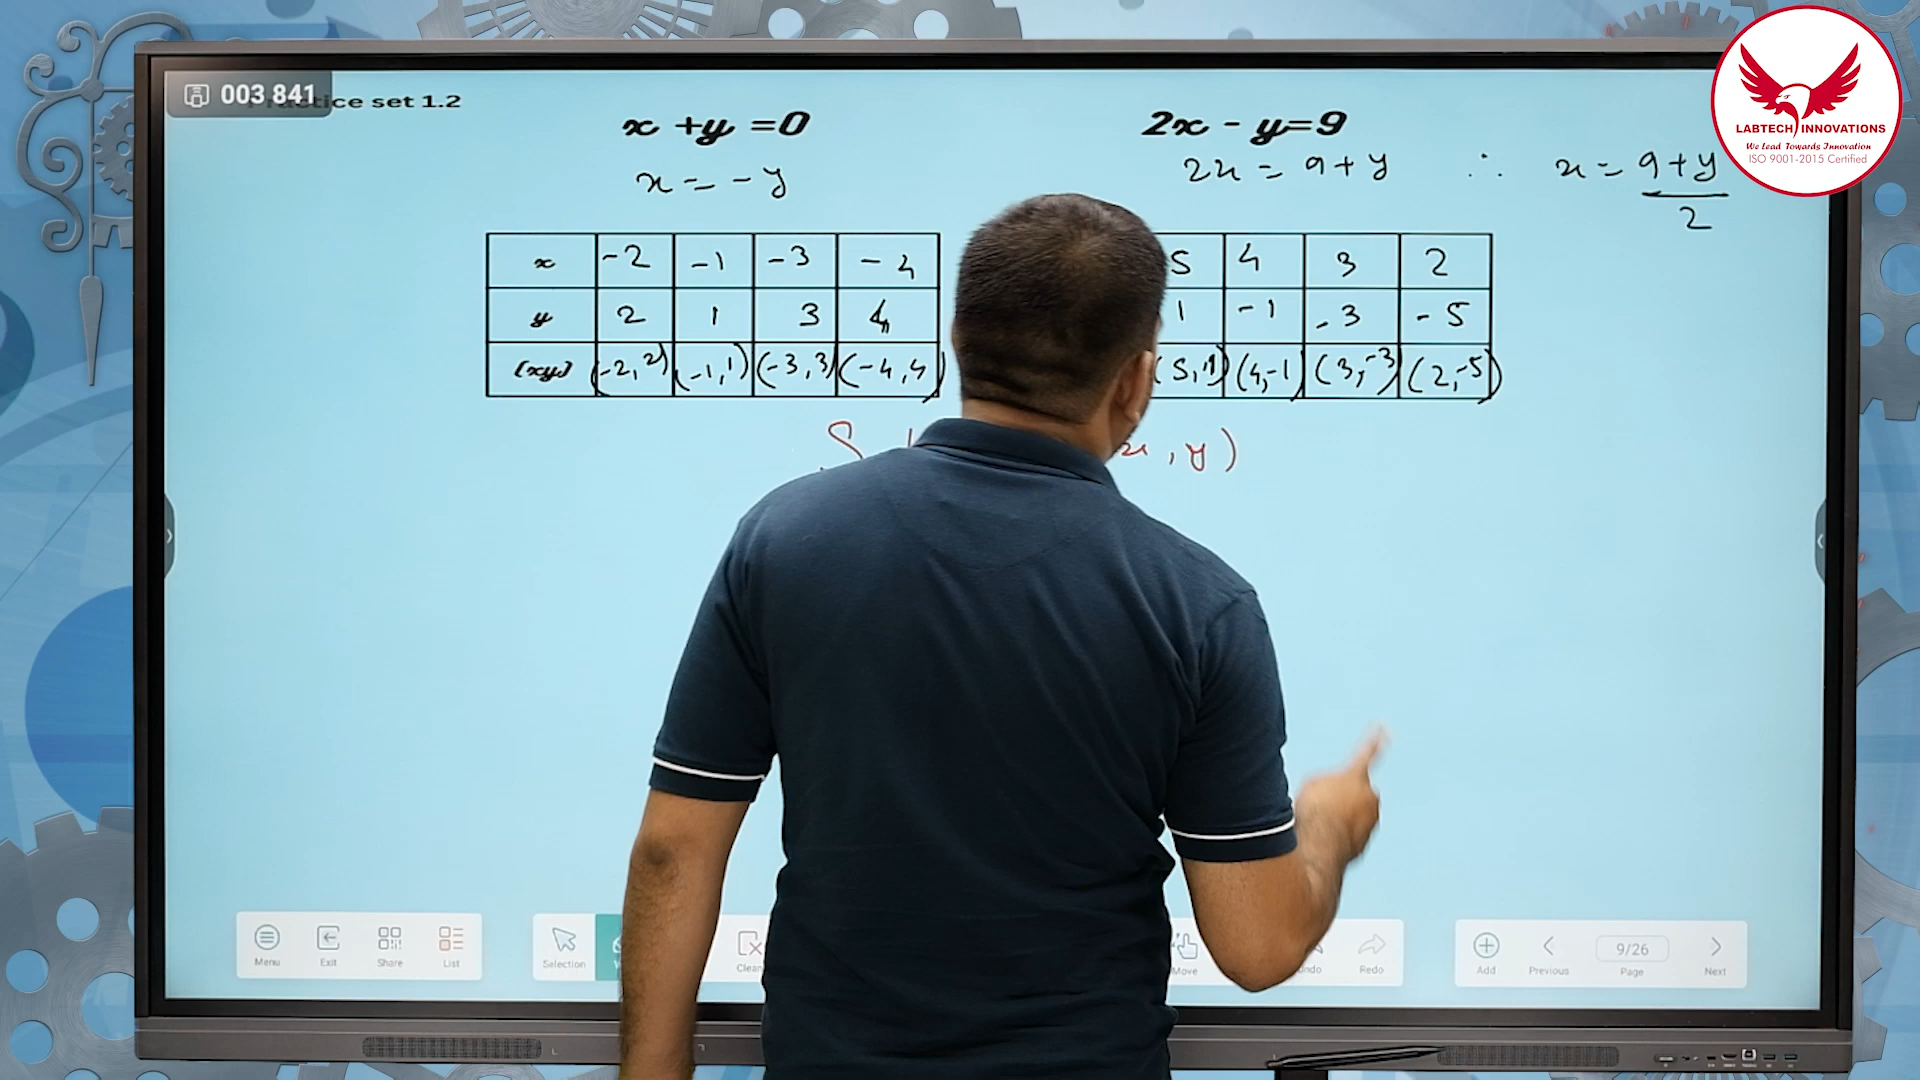 003 841
Practice set 1.2
LABTECH INNOVATIONS
We Lead Towards Innovation
ISO 9001-2015 Certified
x + y = 0
x = - y
2x - y = 9
2x = 9 + y ∴ x = 9 + y / 2
x -2 -1 -3 -4
y 2 1 3 4
(xy) (-2, 2) (-1, 1) (-3, 3) (-4, 4)
5 4 3 2
1 -1 -3 -5
(5, 1) (4, -1) (3, -3) (2, -5)
x, y)
Menu Exit Share List
Selection
Clean
Move
Redo
Add Previous 9/26 Page Next